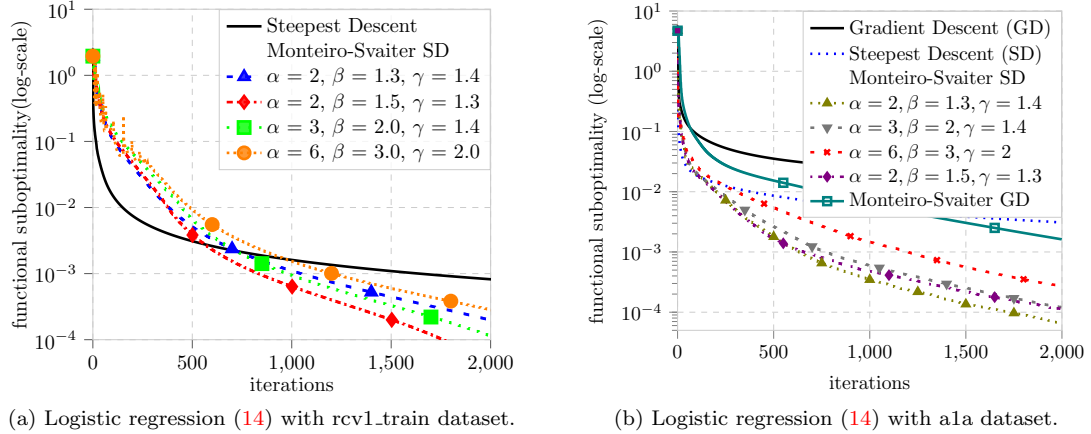 functional suboptimality(log-scale)
10^1
10^0
10^{-1}
10^{-2}
10^{-3}
10^{-4}
0
500
1,000
1,500
2,000
iterations
Steepest Descent
Monteiro-Svaiter SD
α = 2, β = 1.3, γ = 1.4
α = 2, β = 1.5, γ = 1.3
α = 3, β = 2.0, γ = 1.4
α = 6, β = 3.0, γ = 2.0
(a) Logistic regression (14) with rcv1_train dataset.
functional suboptimality (log-scale)
10^1
10^0
10^{-1}
10^{-2}
10^{-3}
10^{-4}
0
500
1,000
1,500
2,000
iterations
Gradient Descent (GD)
Steepest Descent (SD)
Monteiro-Svaiter SD
α = 2, β = 1.3, γ = 1.4
α = 3, β = 2, γ = 1.4
α = 6, β = 3, γ = 2
α = 2, β = 1.5, γ = 1.3
Monteiro-Svaiter GD
(b) Logistic regression (14) with a1a dataset.